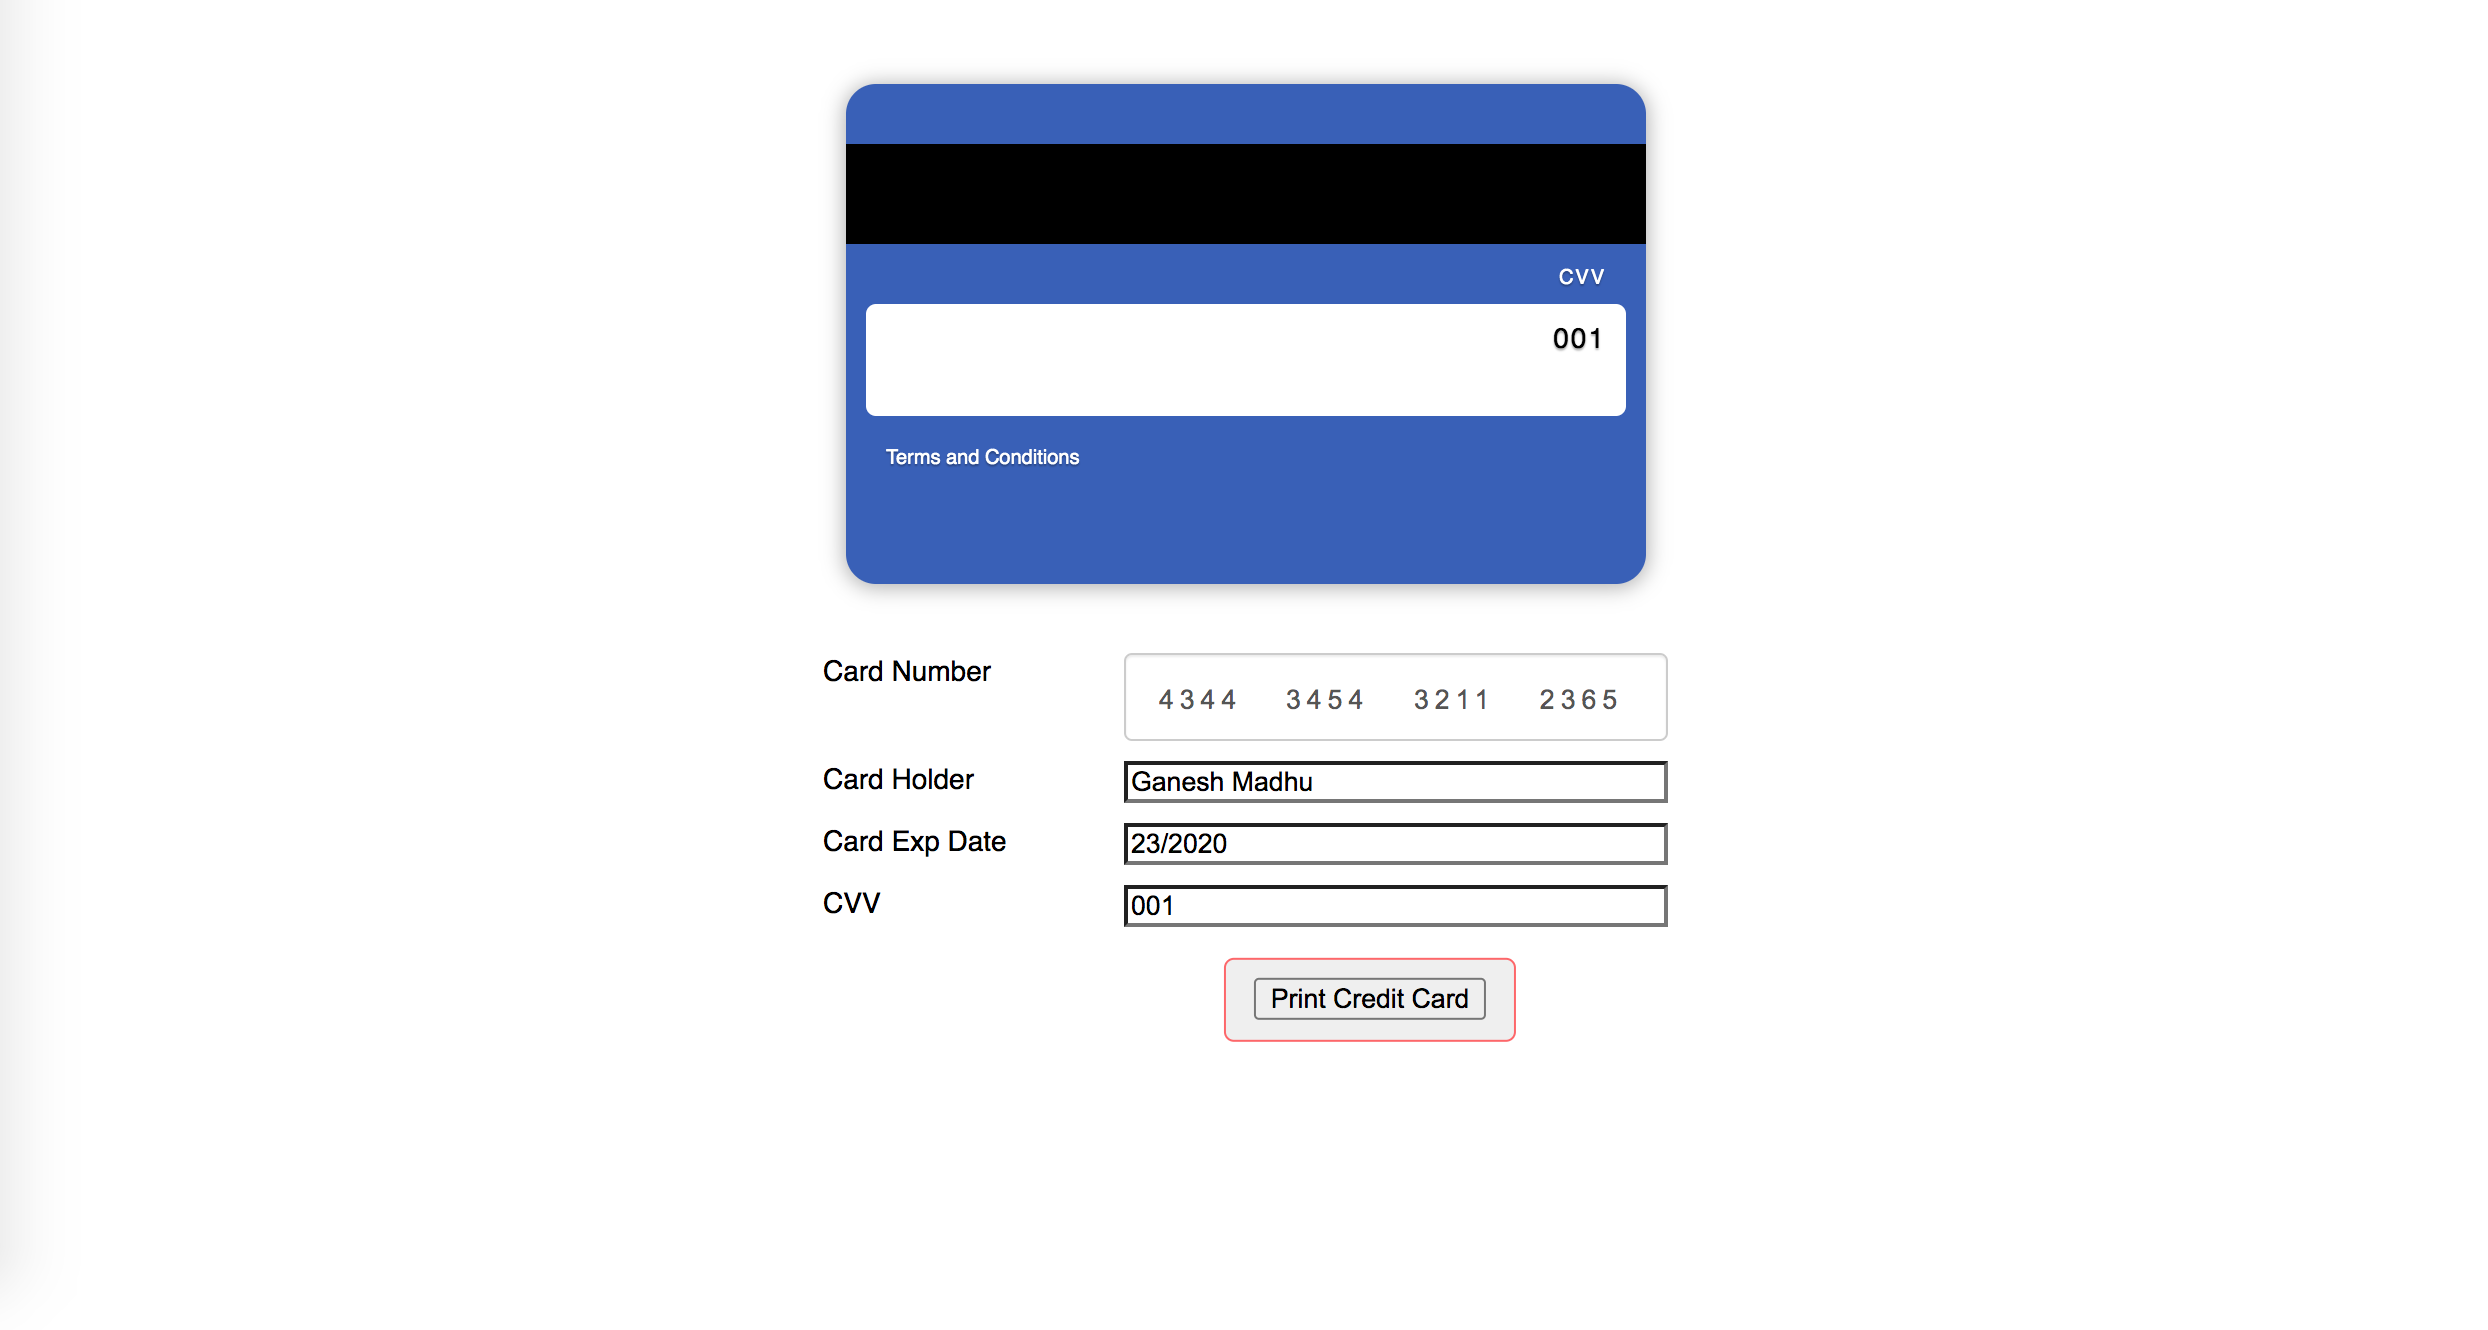 CVV
001
Terms and Conditions
Card Number 4344 3454 3211 2365
Card Holder Ganesh Madhu
Card Exp Date 23/2020
CVV 001
Print Credit Card